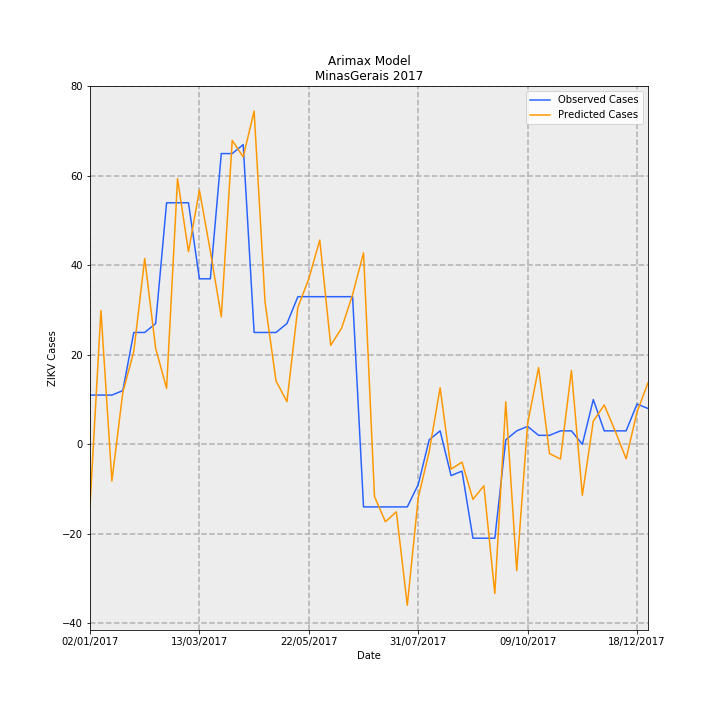 Arimax Model
MinasGerais 2017
Observed Cases
Predicted Cases
80
60
40
20
0
−20
−40
ZIKV Cases
02/01/2017
13/03/2017
22/05/2017
31/07/2017
09/10/2017
18/12/2017
Date